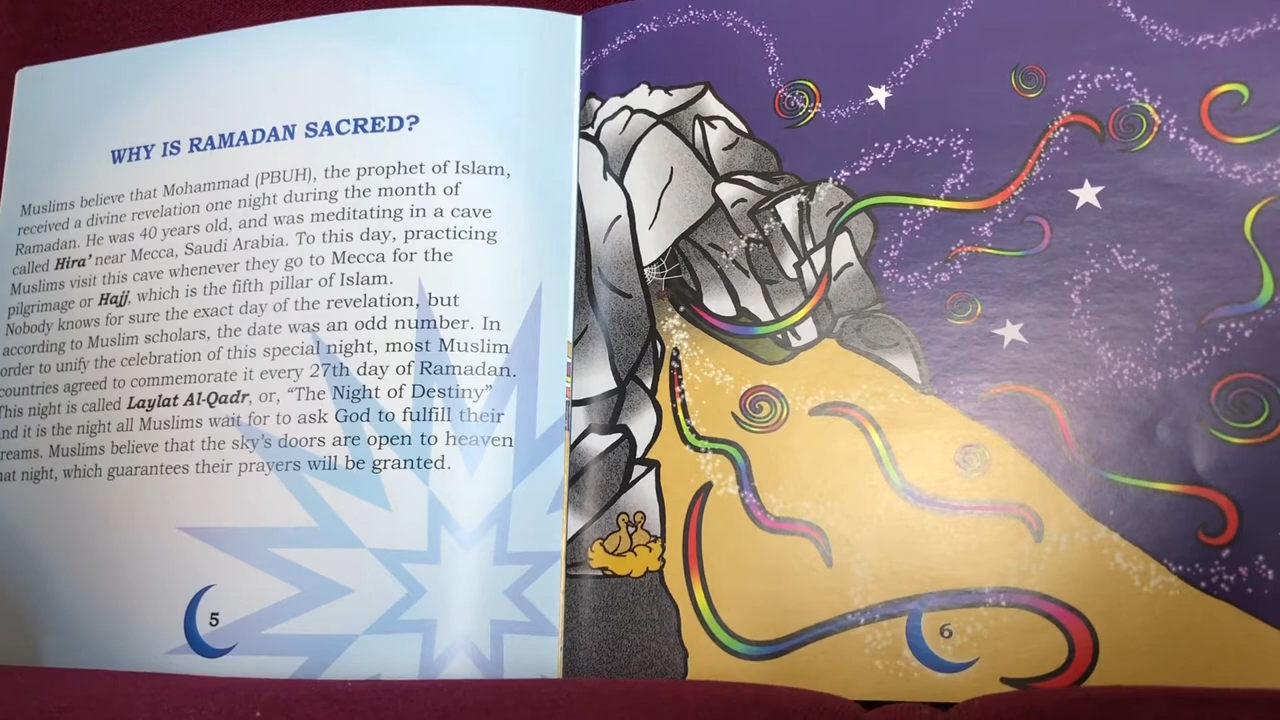 WHY IS RAMADAN SACRED?
Muslims believe that Mohammad (PBUH), the prophet of Islam,
received a divine revelation one night during the month of
Ramadan. He was 40 years old, and was meditating in a cave
called Hira' near Mecca, Saudi Arabia. To this day, practicing
Muslims visit this cave whenever they go to Mecca for the
pilgrimage or Hajj, which is the fifth pillar of Islam.
Nobody knows for sure the exact day of the revelation, but
according to Muslim scholars, the date was an odd number. In
order to unify the celebration of this special night, most Muslim
countries agreed to commemorate it every 27th day of Ramadan.
This night is called Laylat Al-Qadr, or, “The Night of Destiny”
nd it is the night all Muslims wait for to ask God to fulfill their
reams. Muslims believe that the sky's doors are open to heaven
hat night, which guarantees their prayers will be granted.
5
6